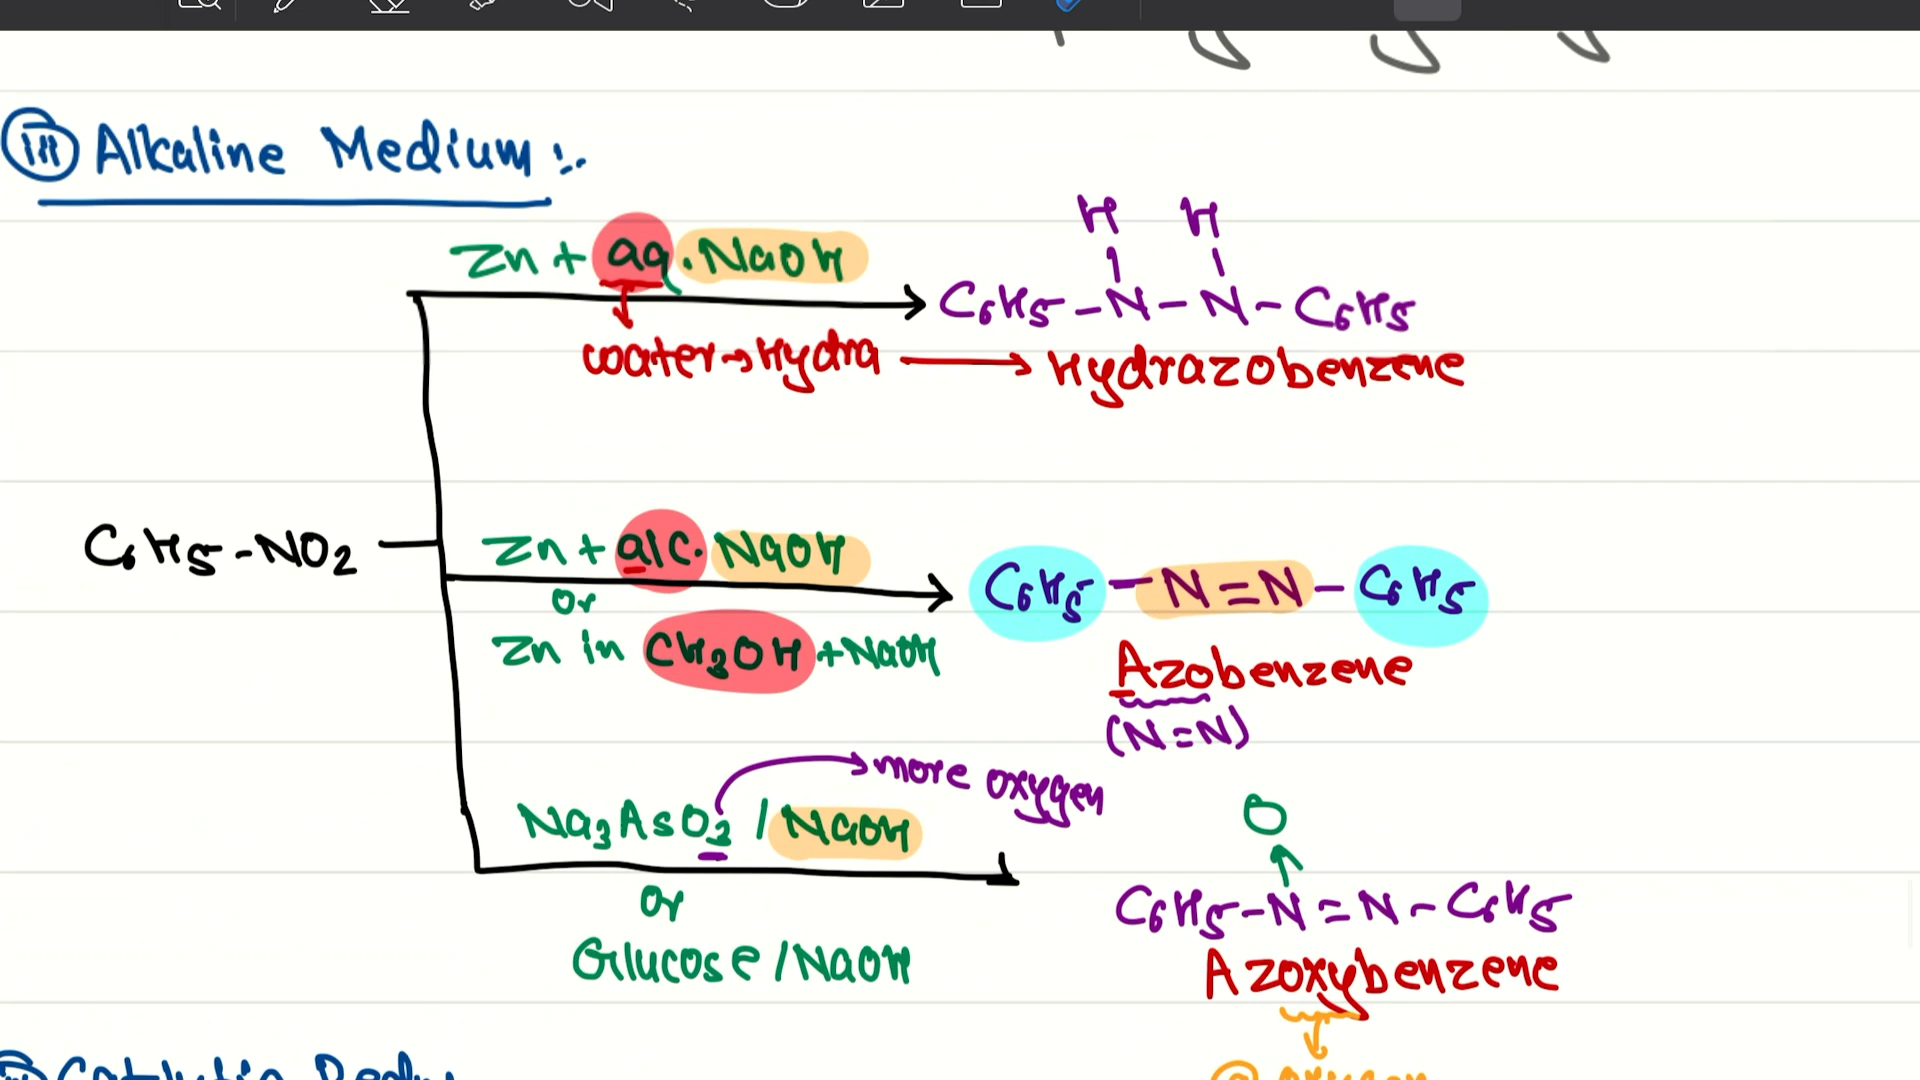 iii Alkaline Medium :-
H H
Zn + aq. NaOH
C6H5 - N - N - C6H5
water → Hydra → Hydrazobenzene
C6H5-NO2
Zn + alc. NaOH
C6H5 - N = N - C6H5
Or
Zn in CH3OH + NaOH
Azobenzene
(N=N)
→ more oxygen
Na3AsO3 / NaOH
O
↑
Or
C6H5-N = N - C6H5
Glucose / NaOH
Azoxybenzene